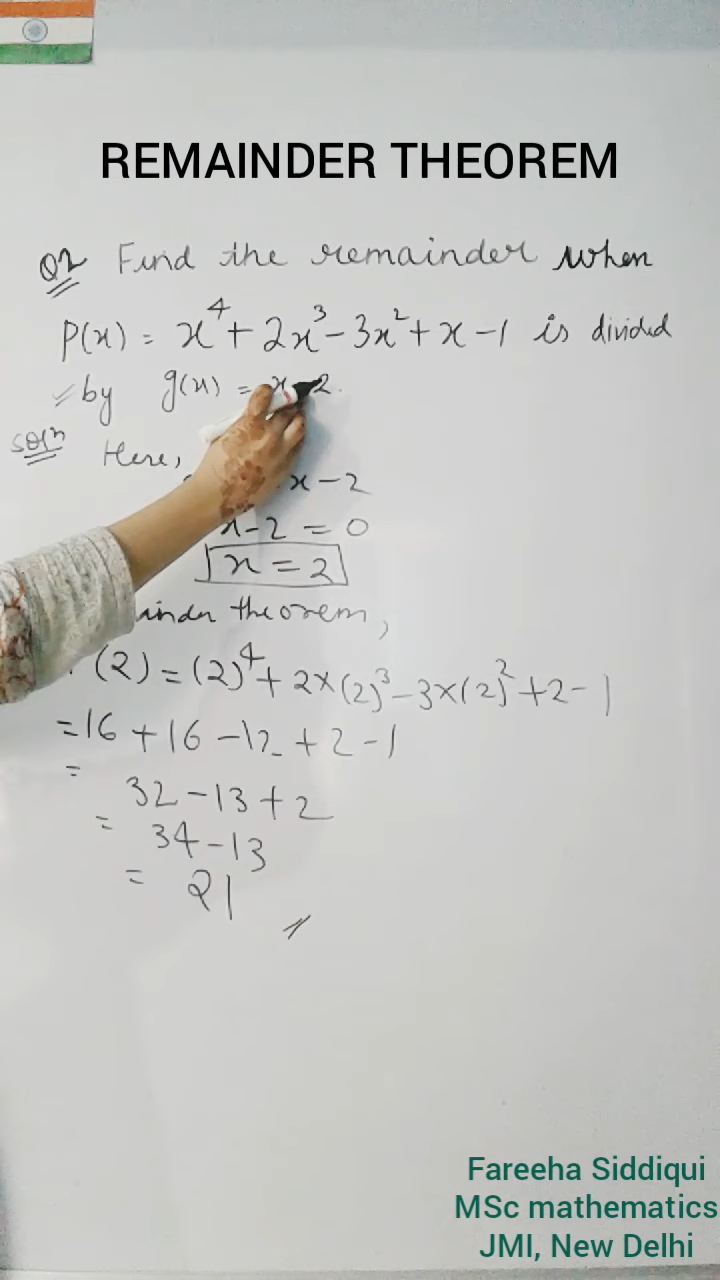 REMAINDER THEOREM
Q2 Find the remainder when
P(x) = x⁴ + 2x³ - 3x² + x - 1 is divided
by g(x) = x - 2.
Soln Here,
x - 2
x - 2 = 0
x = 2
theorem,
(2) = (2)⁴ + 2 × (2)³ - 3 × (2)² + 2 - 1
= 16 + 16 - 12 + 2 - 1
= 32 - 13 + 2
= 34 - 13
= 21
Fareeha Siddiqui
MSc mathematics
JMI, New Delhi